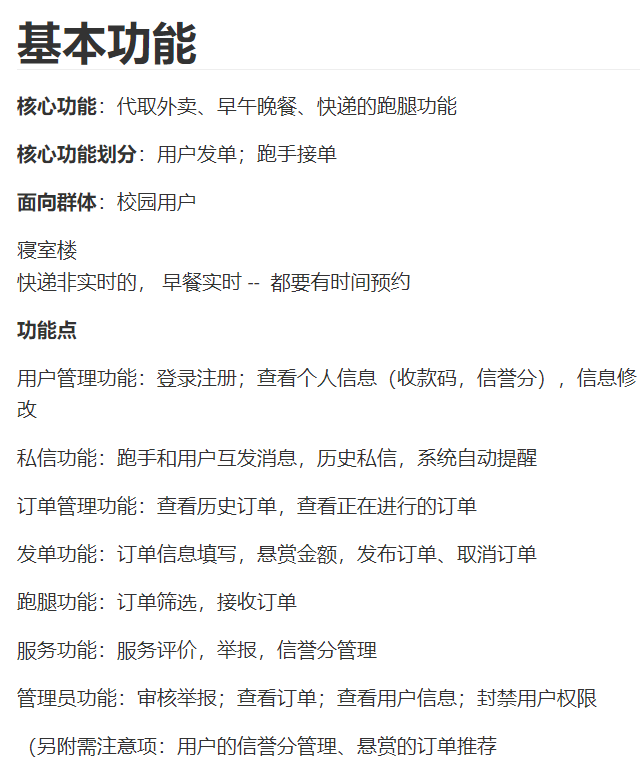 基本功能
核心功能：代取外卖、早午晚餐、快递的跑腿功能
核心功能划分：用户发单；跑手接单
面向群体：校园用户
寝室楼
快递非实时的， 早餐实时 -- 都要有时间预约
功能点
用户管理功能：登录注册；查看个人信息（收款码，信誉分），信息修
改
私信功能：跑手和用户互发消息，历史私信，系统自动提醒
订单管理功能：查看历史订单，查看正在进行的订单
发单功能：订单信息填写，悬赏金额，发布订单、取消订单
跑腿功能：订单筛选，接收订单
服务功能：服务评价，举报，信誉分管理
管理员功能：审核举报；查看订单；查看用户信息；封禁用户权限
（另附需注意项：用户的信誉分管理、悬赏的订单推荐